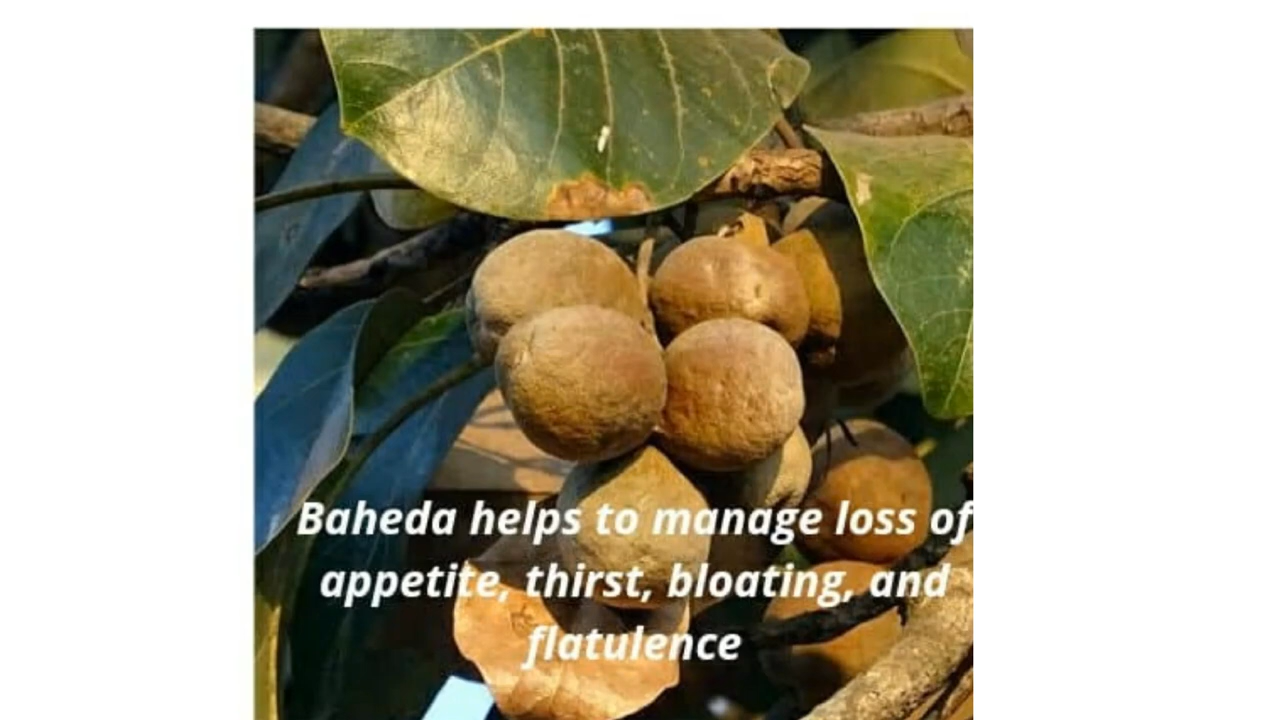 Baheda helps to manage loss of
appetite, thirst, bloating, and
flatulence